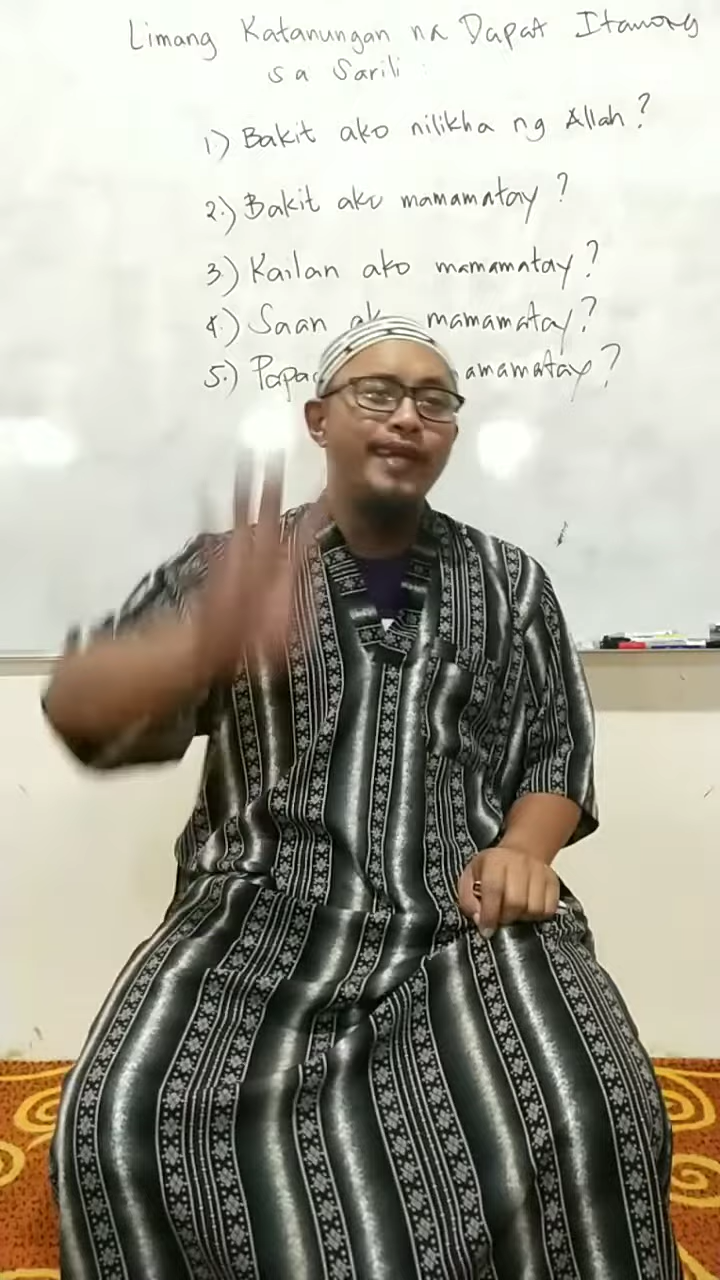 Limang Katanungan na Dapat Itanong
sa Sarili :
1.) Bakit ako nilikha ng Allah?
2.) Bakit ako mamamatay?
3.) Kailan ako mamamatay?
4.) Saan mamamatay?
5.)